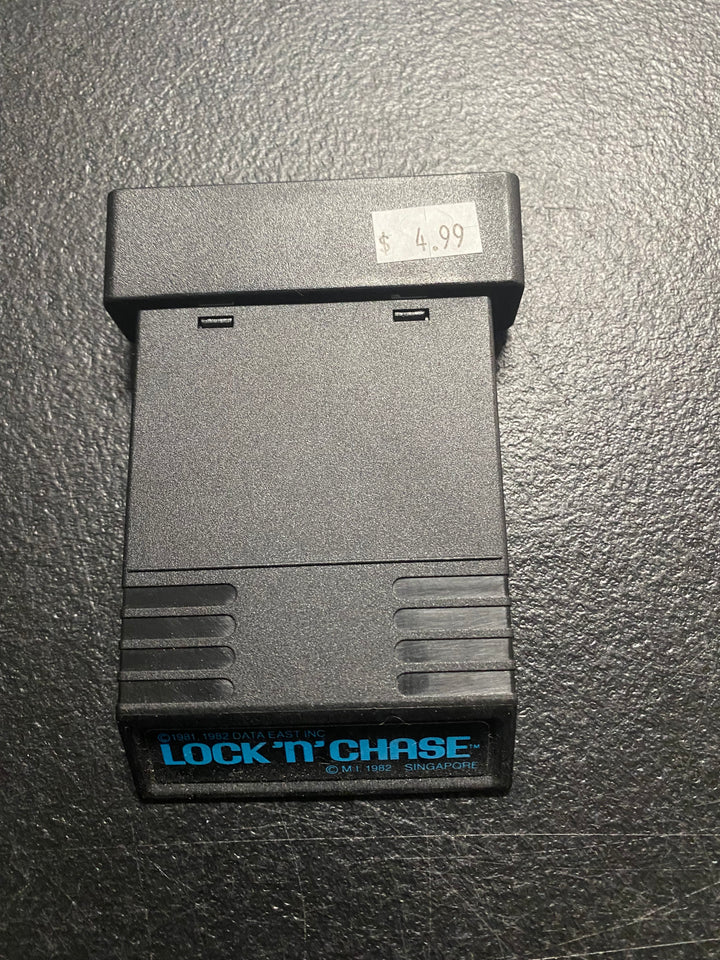 $ 4.99
©1981, 1982 DATA EAST INC
LOCK 'N' CHASE™
© M.I. 1982 SINGAPORE